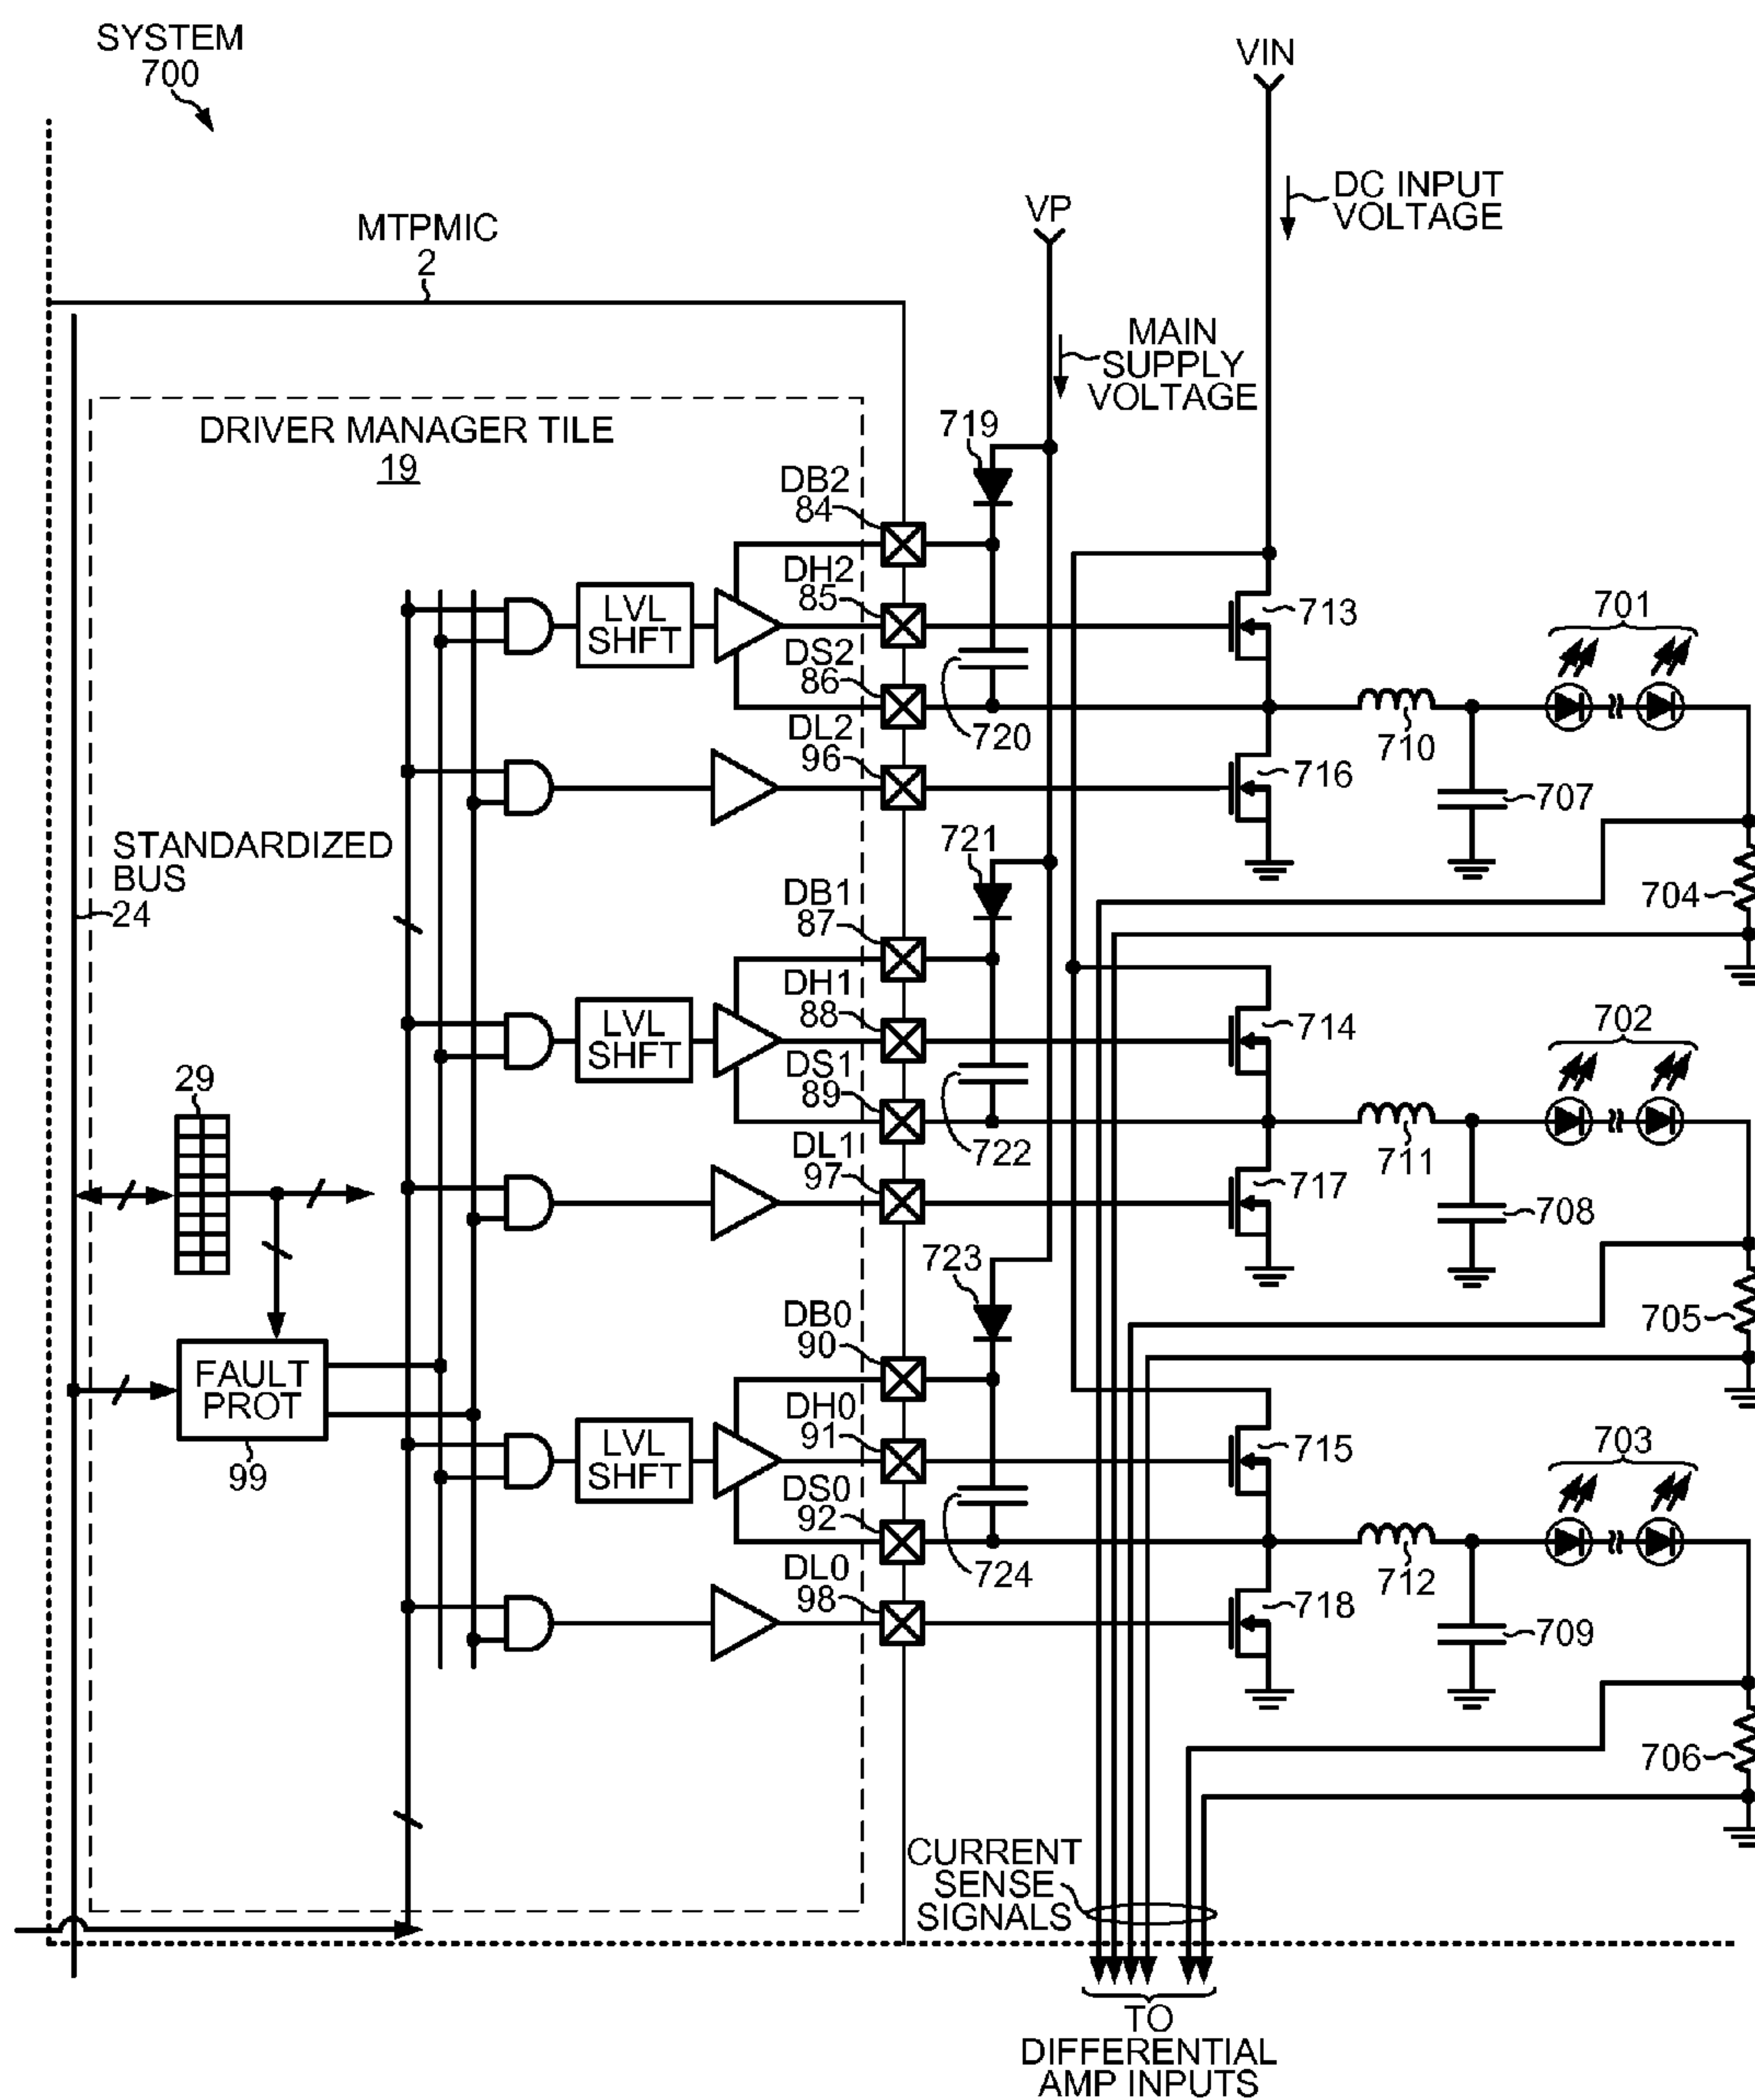 SYSTEM
700
VIN
DC INPUT
VOLTAGE
MTPMIC
2
VP
MAIN
SUPPLY
VOLTAGE
DRIVER MANAGER TILE
19
719
DB2
84
DH2
85
LVL
SHFT
DS2
86
DL2
96
720
713
701
710
716
707
704
STANDARDIZED
BUS
24
721
DB1
87
DH1
88
LVL
SHFT
DS1
89
DL1
97
722
714
702
711
717
708
705
29
723
DB0
90
FAULT
PROT
99
DH0
91
LVL
SHFT
DS0
92
DL0
98
724
715
703
712
718
709
706
CURRENT
SENSE
SIGNALS
TO
DIFFERENTIAL
AMP INPUTS